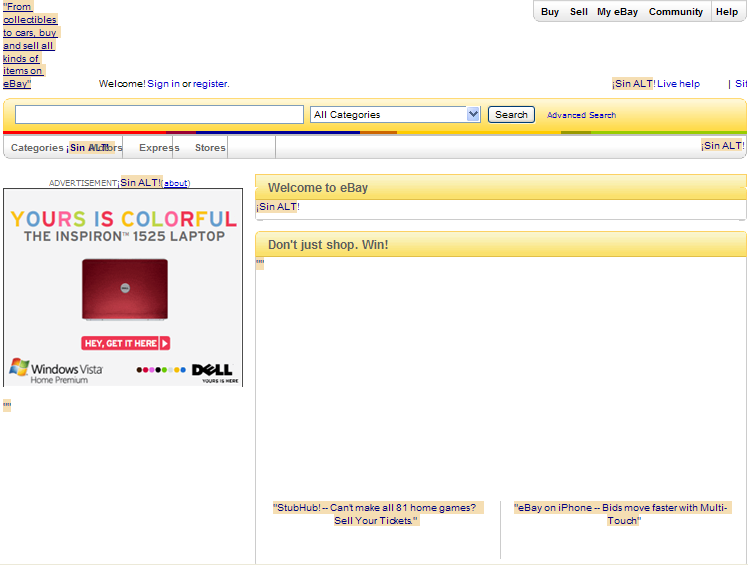 "From
collectibles
to cars, buy
and sell all
kinds of
items on
eBay"
Buy Sell My eBay Community Help
Welcome! Sign in or register.
¡Sin ALT! Live help | Sit
All Categories Search Advanced Search
Categories ¡Sin ALT! Motors Express Stores ¡Sin ALT!
ADVERTISEMENT¡Sin ALT!(about)
YOURS IS COLORFUL
THE INSPIRON™ 1525 LAPTOP
DELL
HEY, GET IT HERE
Windows Vista
Home Premium
DELL
YOURS IS HERE
""
Welcome to eBay
¡Sin ALT!
Don't just shop. Win!
""
"StubHub! -- Can't make all 81 home games?
Sell Your Tickets."
"eBay on iPhone -- Bids move faster with Multi-
Touch"